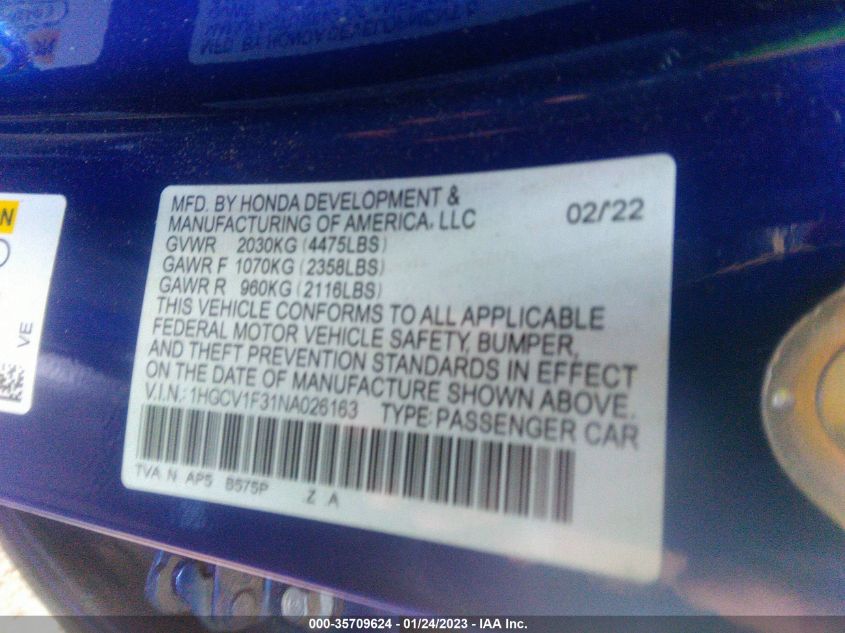 MFD. BY HONDA DEVELOPMENT &
MANUFACTURING OF AMERICA, LLC 02/'22
GVWR 2030KG (4475LBS)
GAWR F 1070KG (2358LBS)
GAWR R 960KG (2116LBS)
THIS VEHICLE CONFORMS TO ALL APPLICABLE
FEDERAL MOTOR VEHICLE SAFETY, BUMPER,
AND THEFT PREVENTION STANDARDS IN EFFECT
ON THE DATE OF MANUFACTURE SHOWN ABOVE.
V.I.N.: 1HGCV1F31NA026163 TYPE: PASSENGER CAR
TVA N AP5 B575P Z A
VE
000-35709624 - 01/24/2023 - IAA Inc.